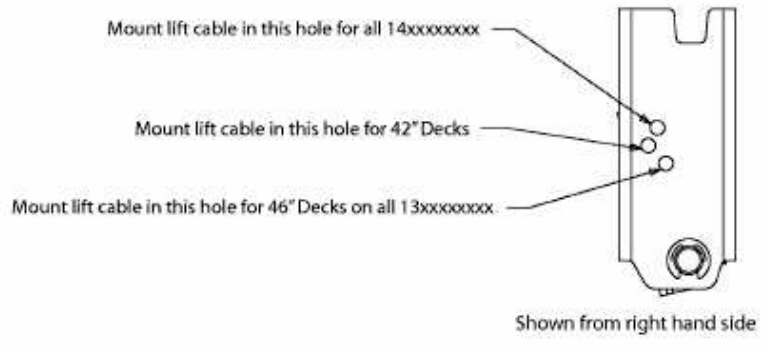 Mount lift cable in this hole for all 14xxxxxxxx
Mount lift cable in this hole for 42" Decks
Mount lift cable in this hole for 46" Decks on all 13xxxxxxxx
Shown from right hand side